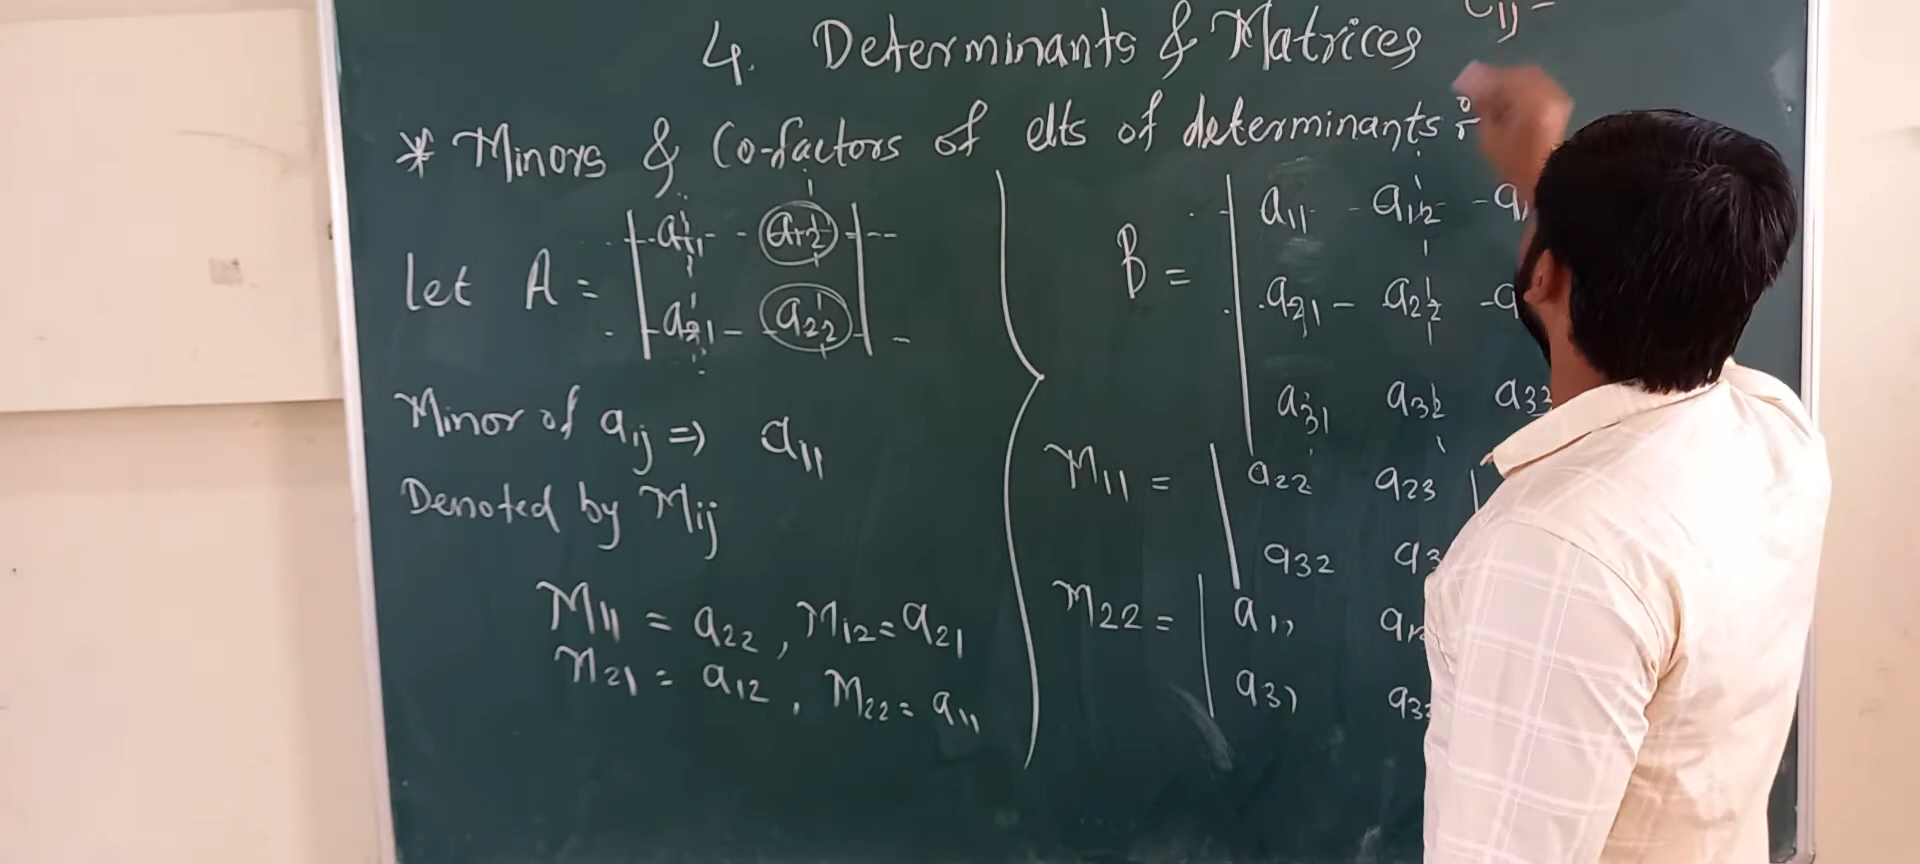 4. Determinants & Matrices
Cij =
* Minors & Co-factors of elts of determinants :-
Let A = | a11 a12 |
| a21 a22 |
Minor of aij => a11
Denoted by Mij
M11 = a22 , M12 = a21
M21 = a12 , M22 = a11
B = | a11 a12
a21 a22
a31 a32 a33
M11 = | a22 a23 |
a32
M22 = | a11
a31